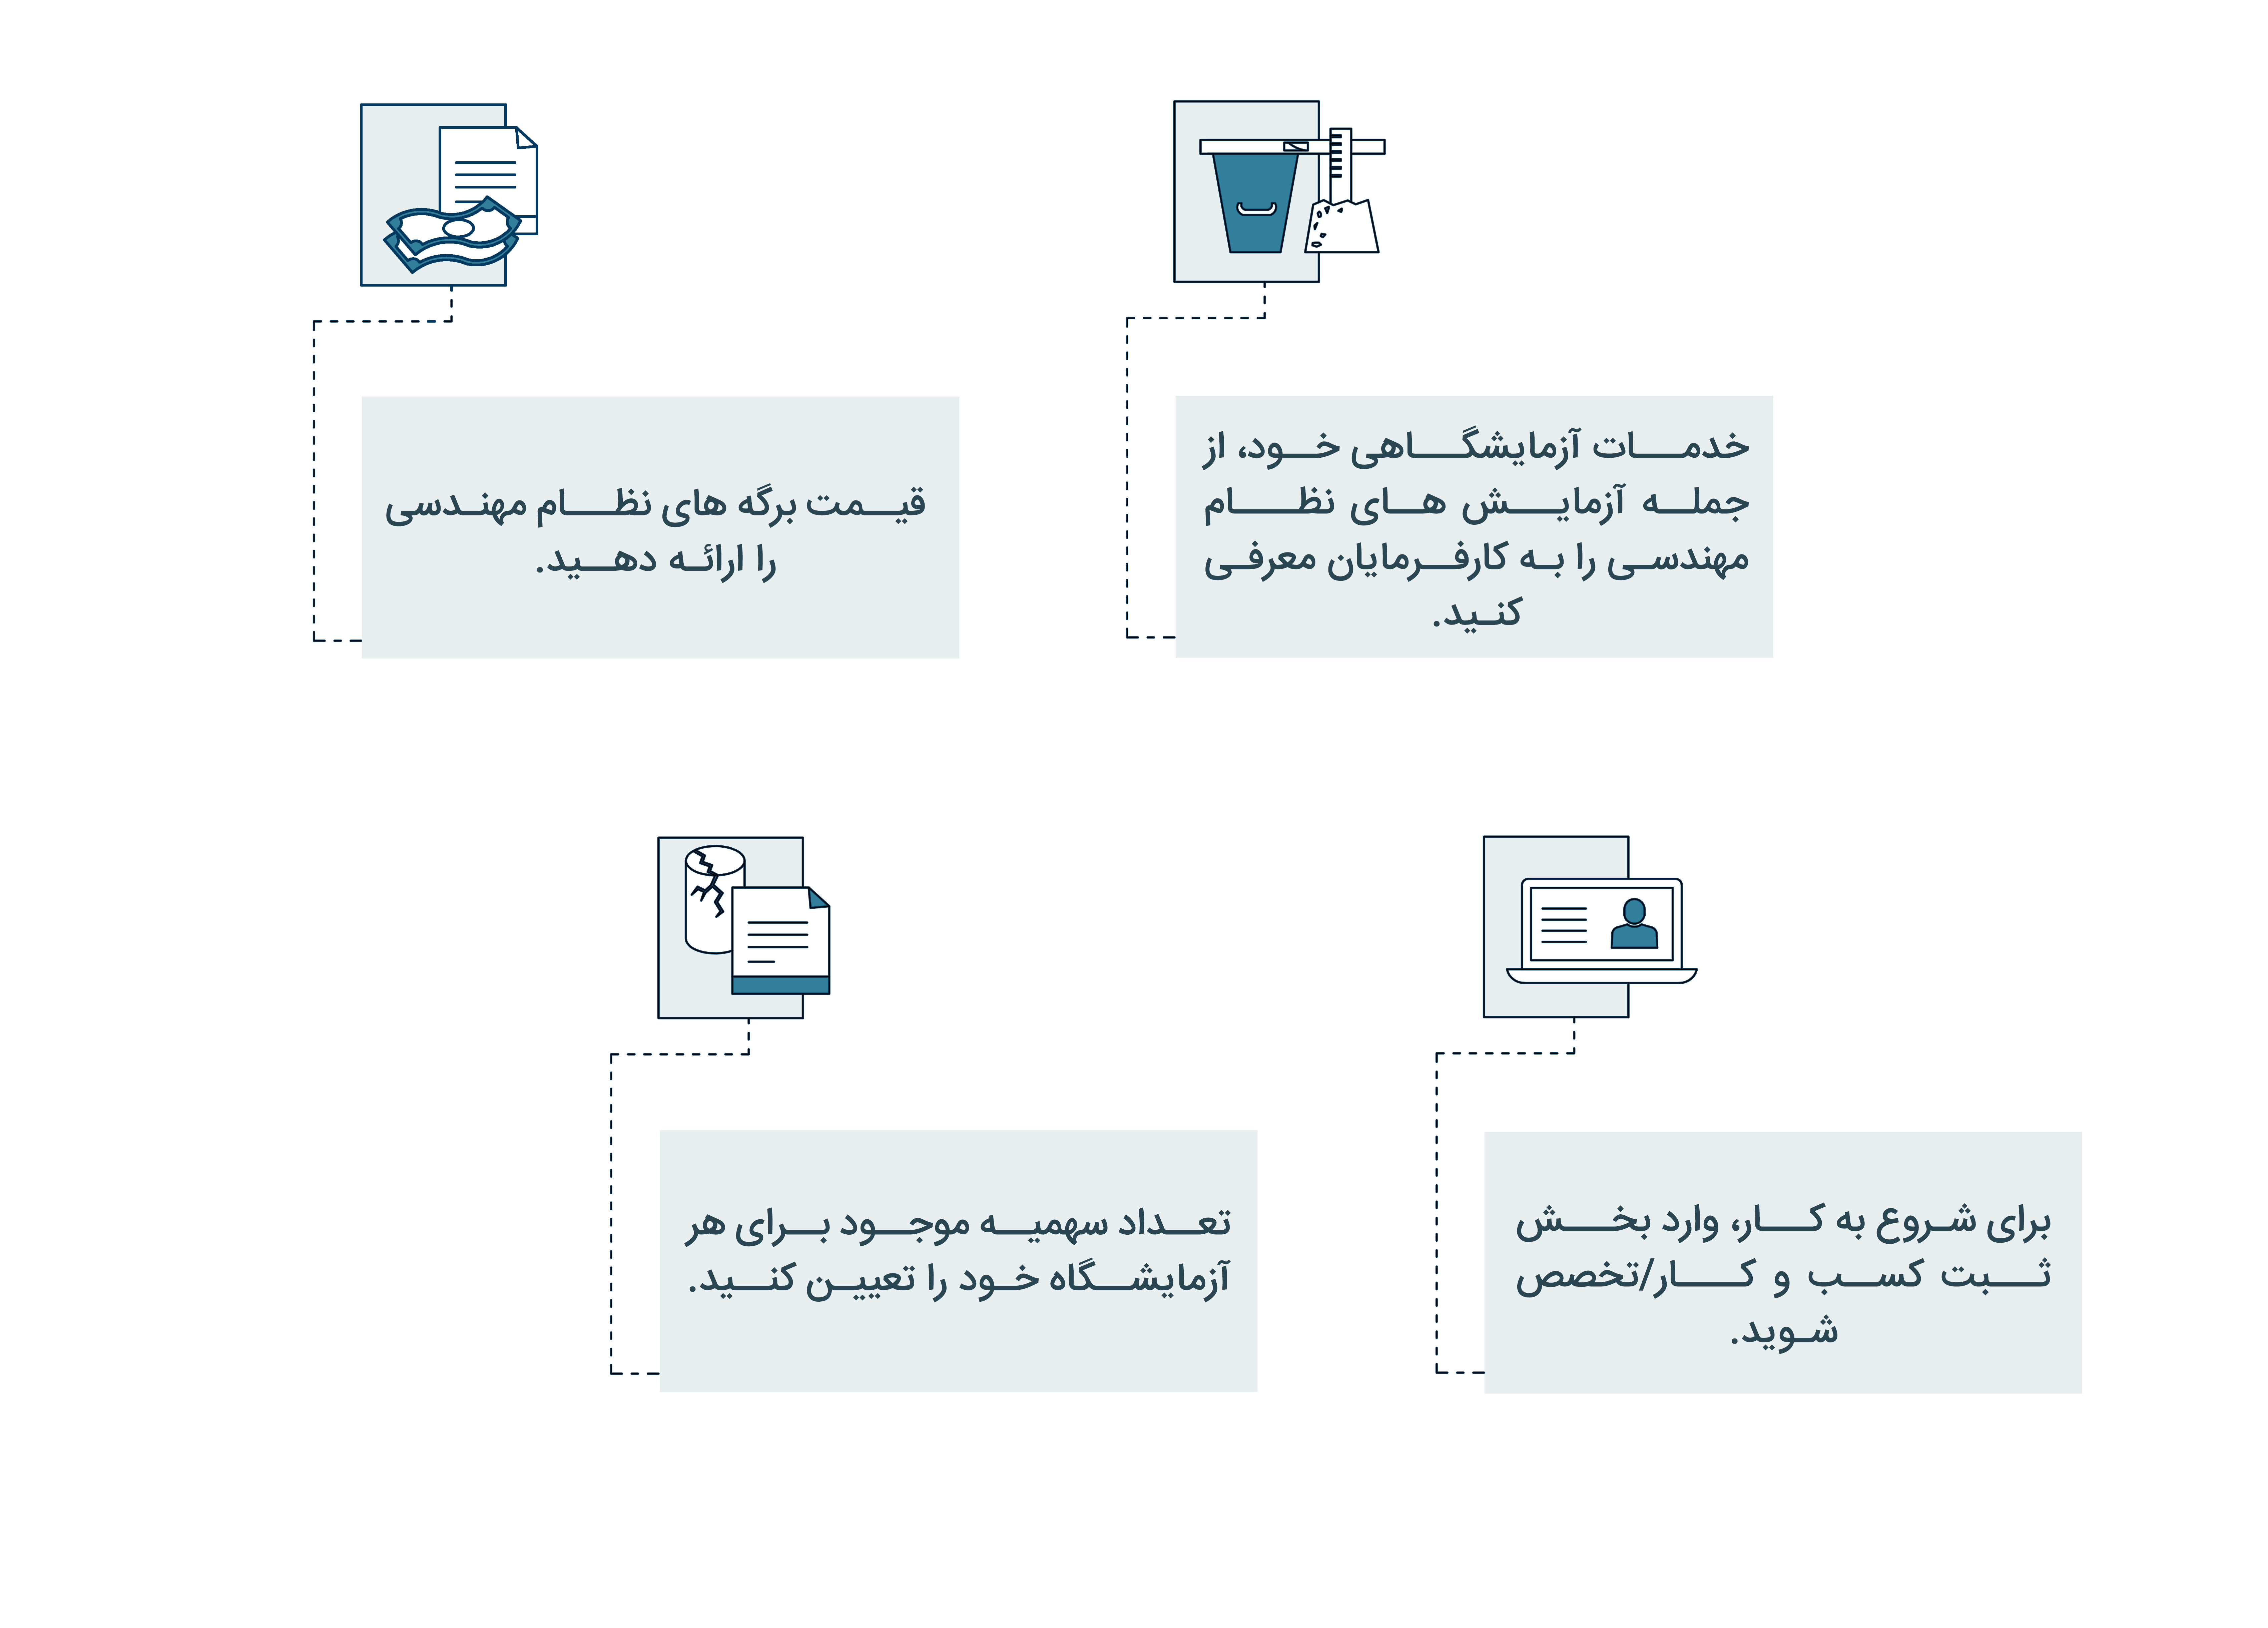 خدمات آزمایشگاهی خود، از
جمله آزمایش های نظام
مهندسی را به کارفرمایان معرفی
کنید.
قیمت برگه های نظام مهندسی
را ارائه دهید.
برای شروع به کار، وارد بخش
ثبت کسب و کار/تخصص
شوید.
تعداد سهمیه موجود برای هر
آزمایشگاه خود را تعیین کنید.